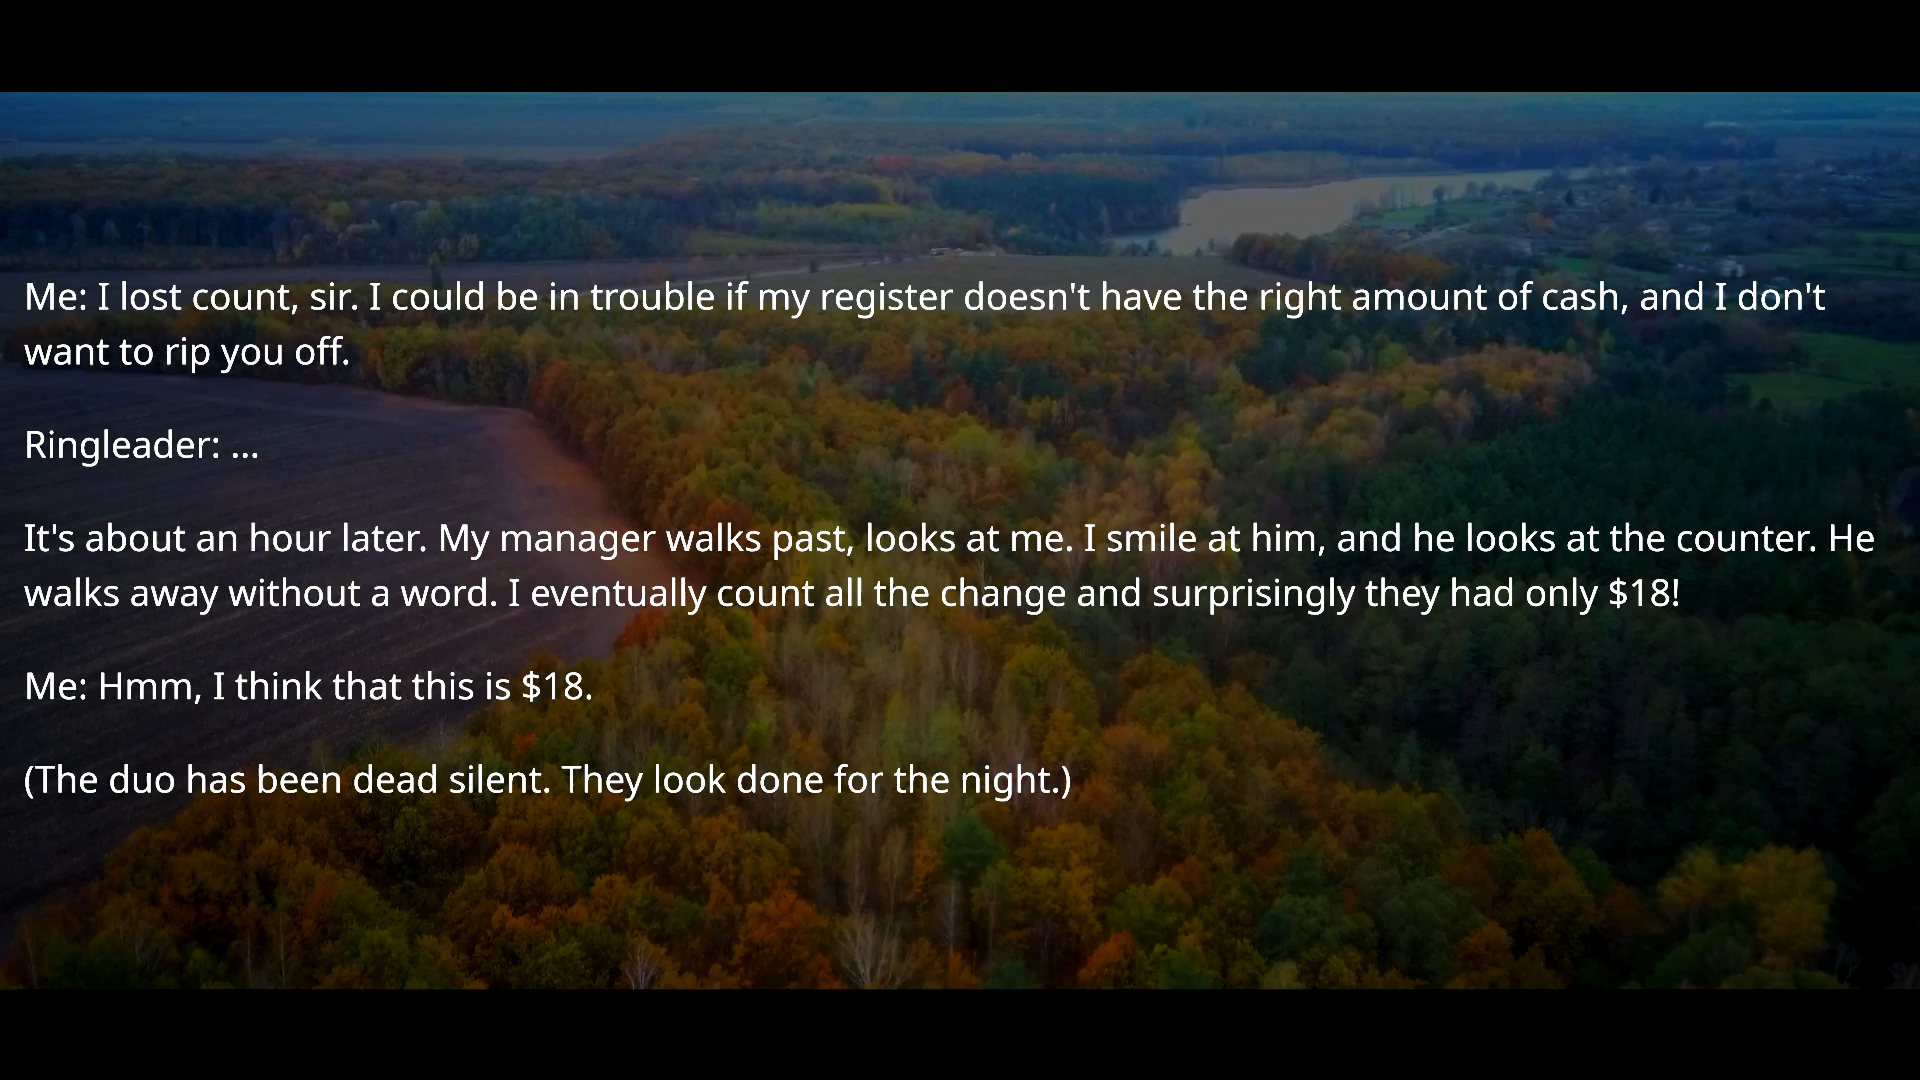 Me: I lost count, sir. I could be in trouble if my register doesn't have the right amount of cash, and I don't
want to rip you off.
Ringleader: ...
It's about an hour later. My manager walks past, looks at me. I smile at him, and he looks at the counter. He
walks away without a word. I eventually count all the change and surprisingly they had only $18!
Me: Hmm, I think that this is $18.
(The duo has been dead silent. They look done for the night.)